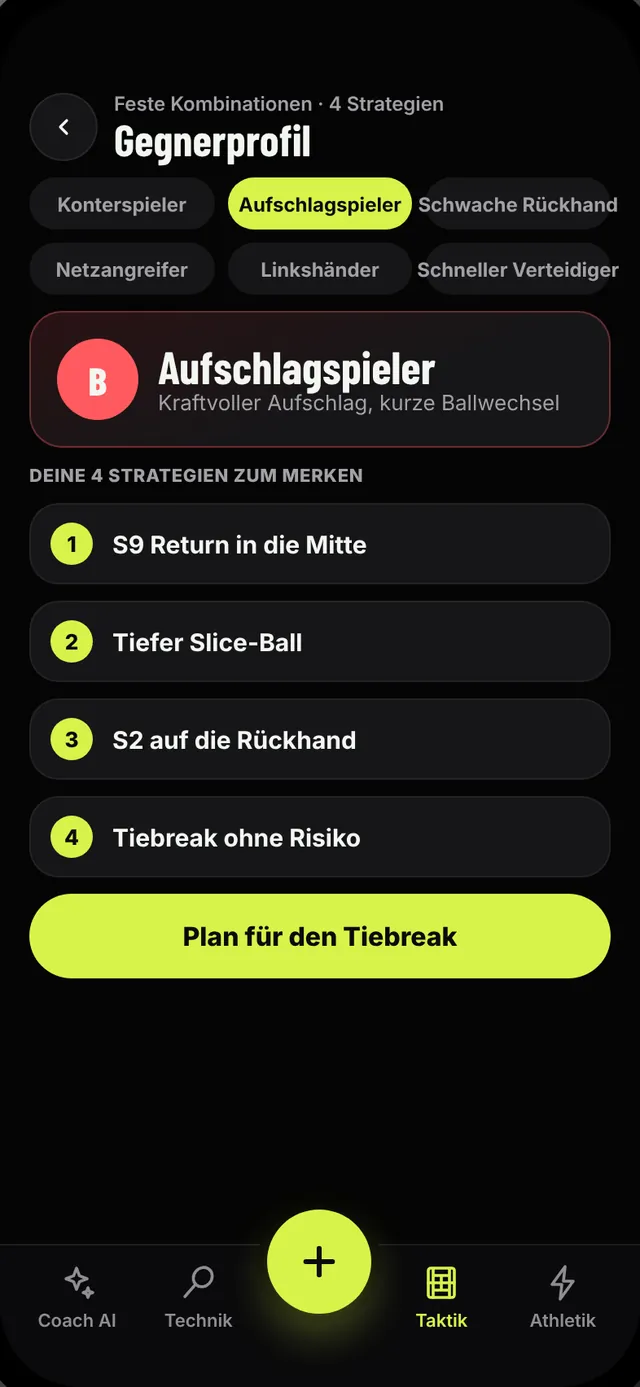 Feste Kombinationen · 4 Strategien
Gegnerprofil
Konterspieler
Aufschlagspieler
Schwache Rückhand
Netzangreifer
Linkshänder
Schneller Verteidiger
B
Aufschlagspieler
Kraftvoller Aufschlag, kurze Ballwechsel
DEINE 4 STRATEGIEN ZUM MERKEN
1 S9 Return in die Mitte
2 Tiefer Slice-Ball
3 S2 auf die Rückhand
4 Tiebreak ohne Risiko
Plan für den Tiebreak
Coach AI
Technik
Taktik
Athletik